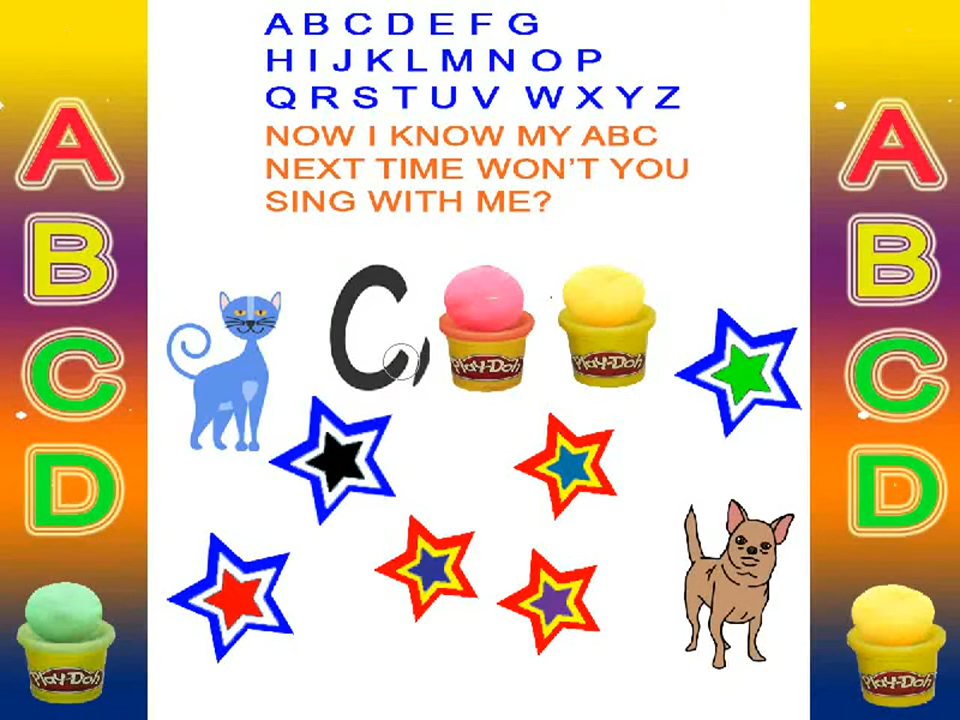 A B C D E F G
H I J K L M N O P
Q R S T U V W X Y Z
NOW I KNOW MY ABC
NEXT TIME WON'T YOU
SING WITH ME?
A
B
C
D
Play-Doh
C
Play-Doh
Play-Doh
A
B
C
D
Play-Doh